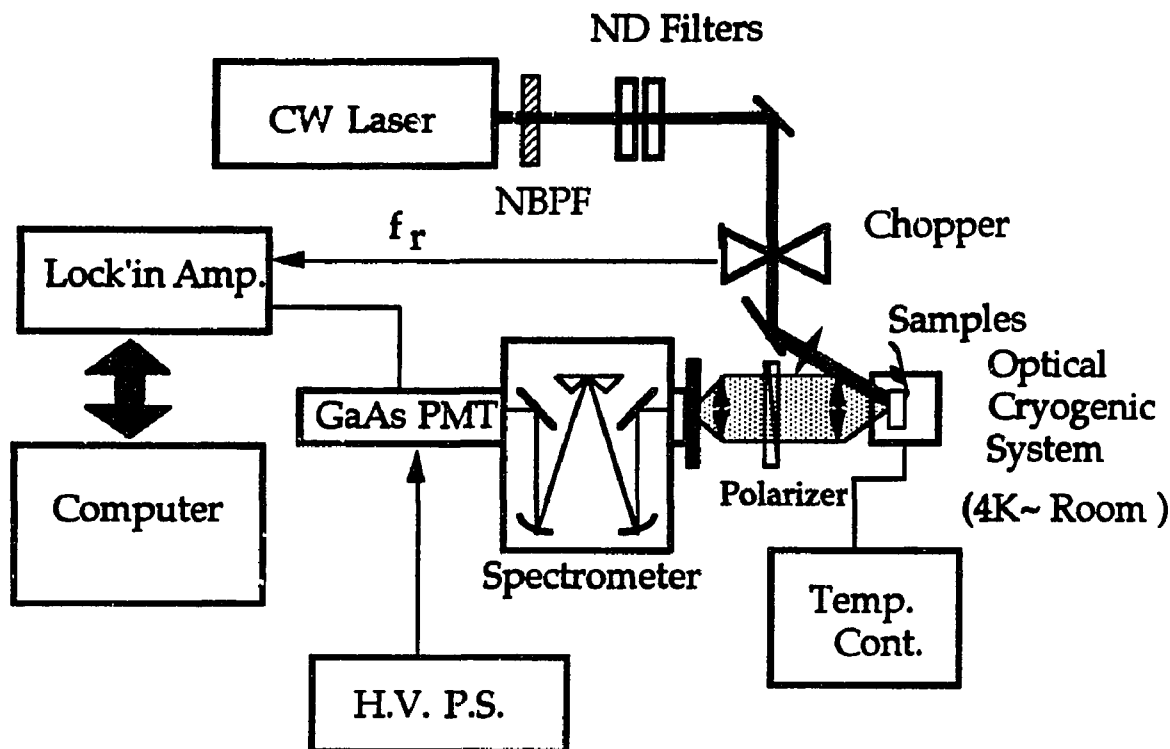 ND Filters
CW Laser
NBPF
f r
Chopper
Lock'in Amp.
Samples
Optical
Cryogenic
System
(4K~ Room )
GaAs PMT
Polarizer
Computer
Spectrometer
Temp.
Cont.
H.V. P.S.